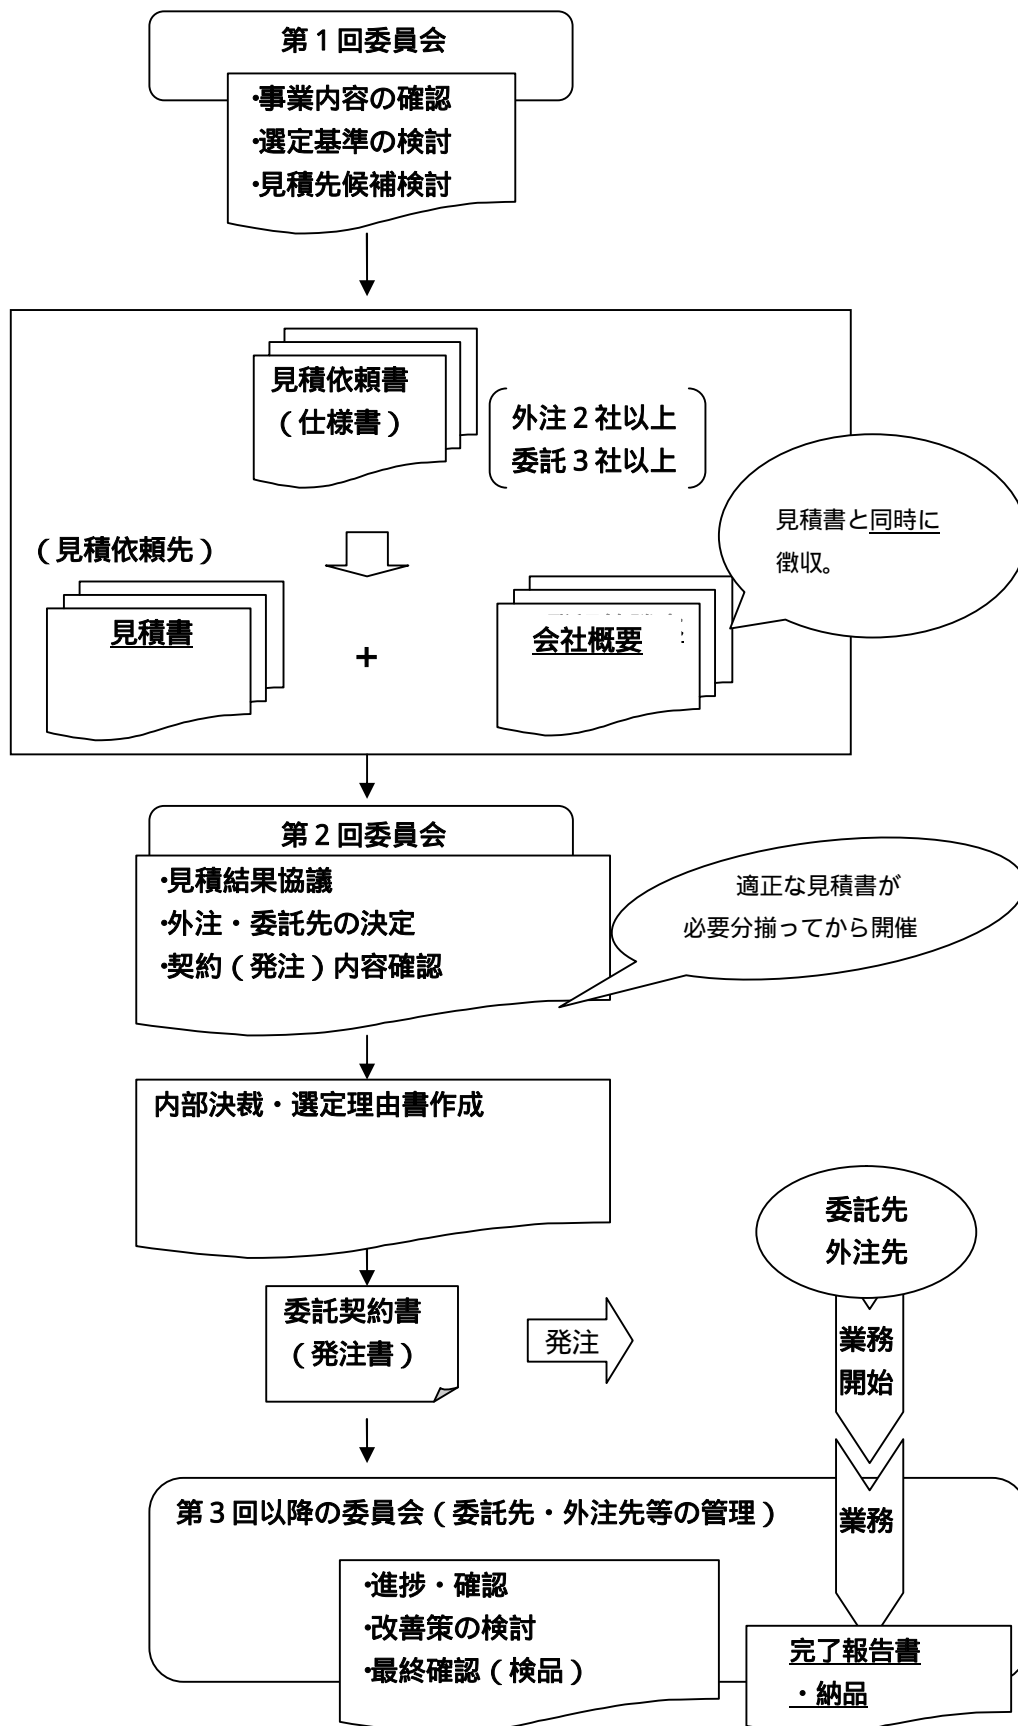 第1回委員会
・事業内容の確認
・選定基準の検討
・見積先候補検討
見積依頼書
（仕様書）
外注2社以上
委託3社以上
見積書と同時に
徴収。
（見積依頼先）
見積書
+
会社概要
第2回委員会
・見積結果協議
・外注・委託先の決定
・契約（発注）内容確認
適正な見積書が
必要分揃ってから開催
内部決裁・選定理由書作成
委託先
外注先
委託契約書
（発注書）
発注
業務
開始
第3回以降の委員会（委託先・外注先等の管理）
業務
・進捗・確認
・改善策の検討
・最終確認（検品）
完了報告書
・納品